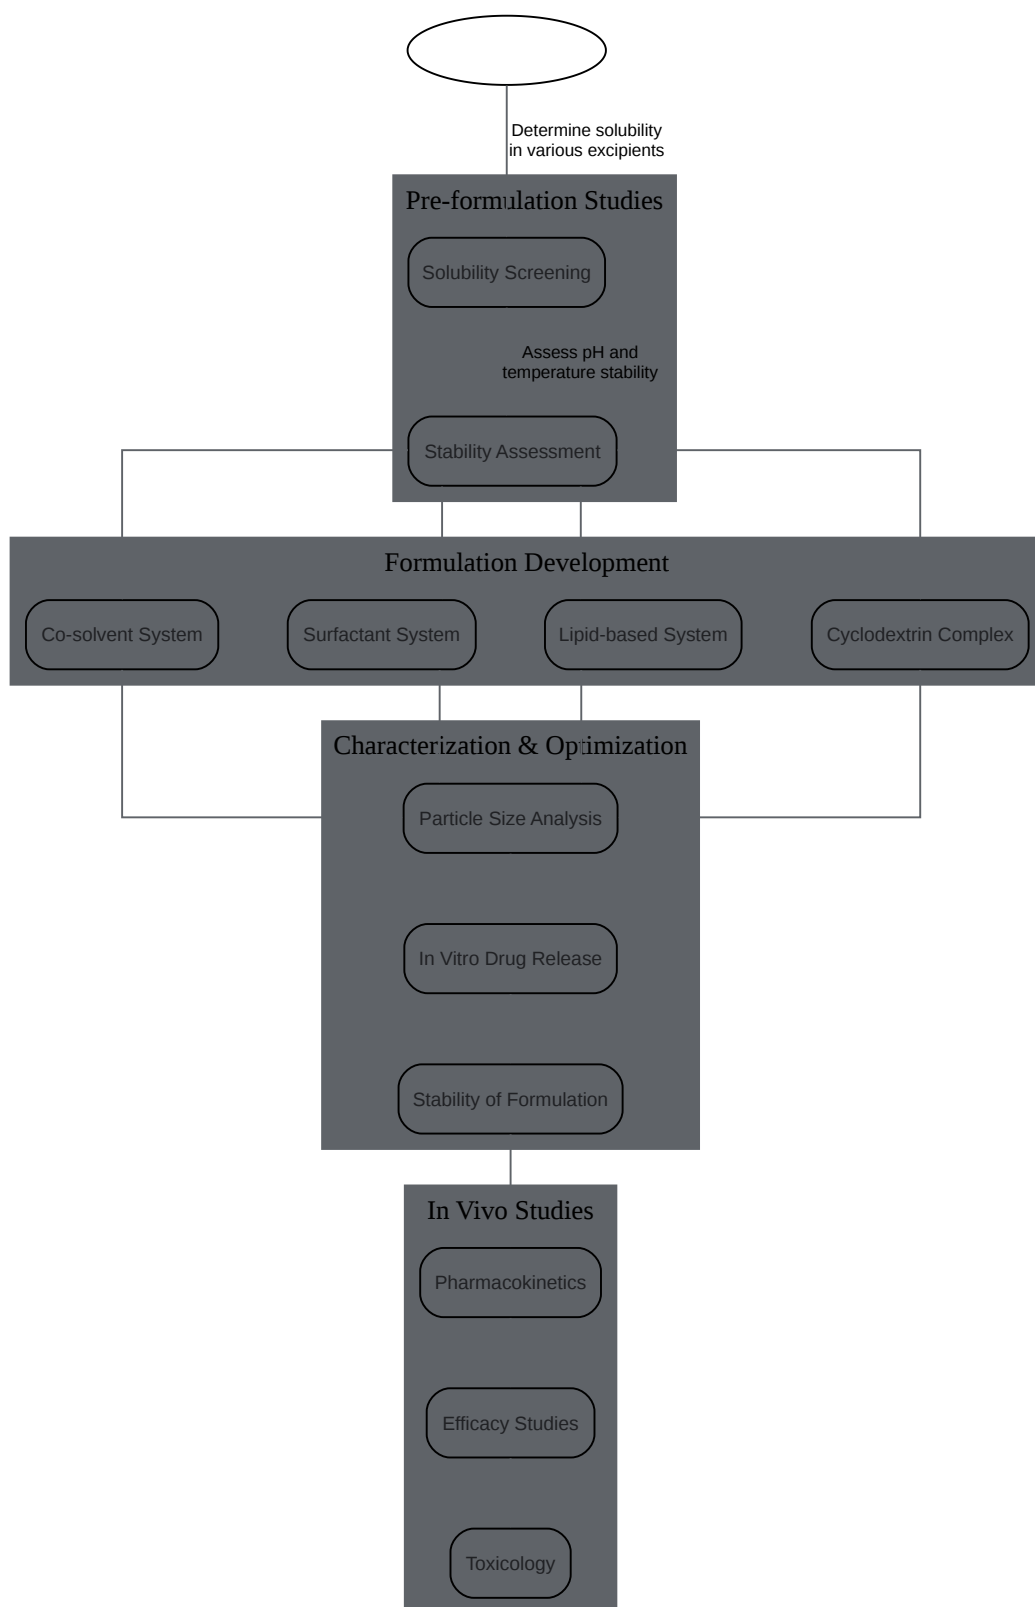 Determine solubility
in various excipients
Pre-formulation Studies
Solubility Screening
Assess pH and
temperature stability
Stability Assessment
Formulation Development
Co-solvent System
Surfactant System
Lipid-based System
Cyclodextrin Complex
Characterization & Optimization
Particle Size Analysis
In Vitro Drug Release
Stability of Formulation
In Vivo Studies
Pharmacokinetics
Efficacy Studies
Toxicology